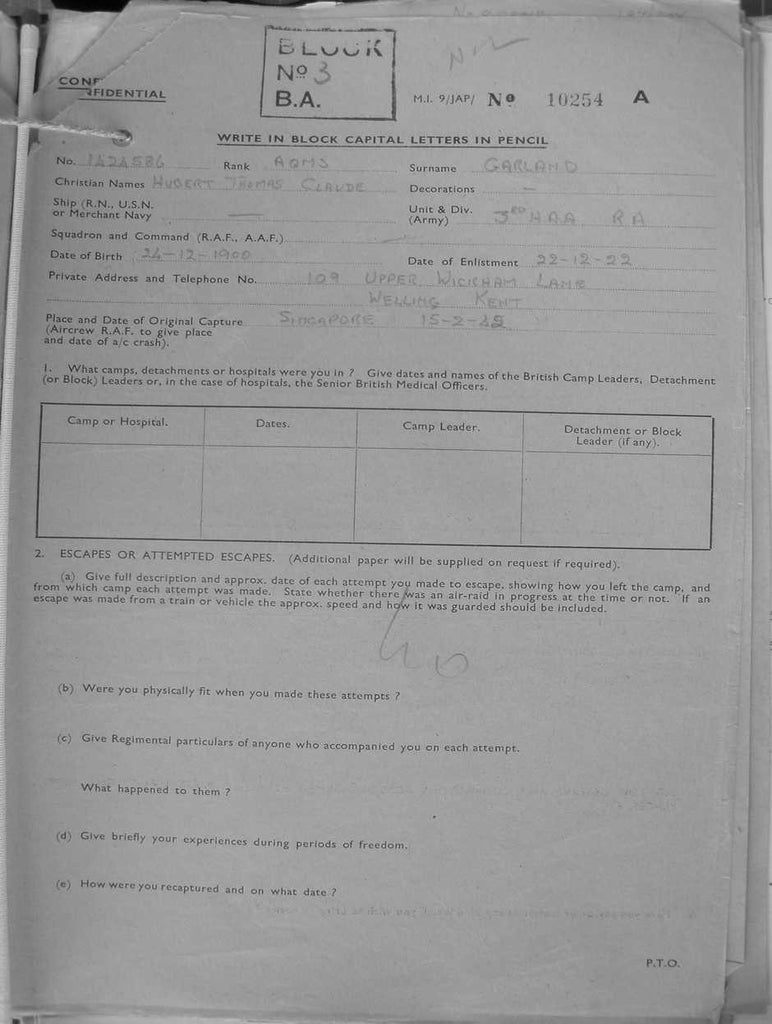 BLOCK
No 3
B.A.
NIL
CONFIDENTIAL
M.I. 9/JAP/ No 10254 A
WRITE IN BLOCK CAPITAL LETTERS IN PENCIL
No. 1424586 Rank AQMS Surname GARLAND
Christian Names HUBERT THOMAS CLAUDE Decorations —
Ship (R.N., U.S.N. or Merchant Navy — Unit & Div. (Army) 3RD HAA RA
Squadron and Command (R.A.F., A.A.F.)
Date of Birth 24-12-1900 Date of Enlistment 22-12-22
Private Address and Telephone No. 109 UPPER WICKHAM LANE
WELLING KENT
Place and Date of Original Capture SINGAPORE 15-2-42
(Aircrew R.A.F. to give place
and date of a/c crash).
1. What camps, detachments or hospitals were you in ? Give dates and names of the British Camp Leaders, Detachment
(or Block) Leaders or, in the case of hospitals, the Senior British Medical Officers.
Camp or Hospital. Dates. Camp Leader. Detachment or Block
Leader (if any).
2. ESCAPES OR ATTEMPTED ESCAPES. (Additional paper will be supplied on request if required).
(a) Give full description and approx. date of each attempt you made to escape, showing how you left the camp, and
from which camp each attempt was made. State whether there was an air-raid in progress at the time or not. If an
escape was made from a train or vehicle the approx. speed and how it was guarded should be included.
(b) Were you physically fit when you made these attempts ?
(c) Give Regimental particulars of anyone who accompanied you on each attempt.
What happened to them ?
(d) Give briefly your experiences during periods of freedom.
(e) How were you recaptured and on what date ?
P.T.O.